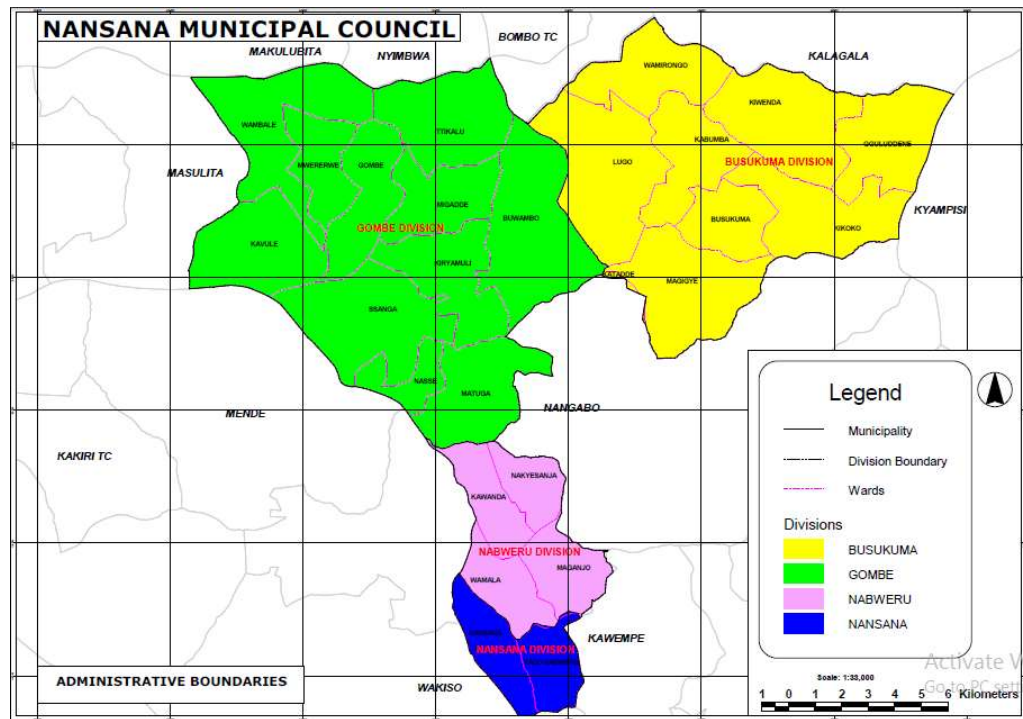 NANSANA MUNICIPAL COUNCIL
BOMBO TC
MAKULUBITA
NYIMBWA
KALAGALA
WAMIRONGO
KIWENDA
WAMBALE
TTIKALU
KABUMBA
OGULUDDENE
MWERERWE
GOMBE
LUGO
BUSUKUMA DIVISION
MASULITA
MIGADDE
BUWAMBO
BUSUKUMA
KYAMPISI
GOMBE DIVISION
KIKOKO
KAVULE
KIRYAMULI
KATADDE
MAGIGYE
SSANGA
NASSE
MATUGA
MENDE
NANGABO
KAKIRI TC
NAKYESANJA
KAWANDA
NABWERU DIVISION
MAGANJO
WAMALA
KAWEMPE
NANSANA DIVISION
WAKISO
ADMINISTRATIVE BOUNDARIES
Legend
Municipality
Division Boundary
Wards
Divisions
BUSUKUMA
GOMBE
NABWERU
NANSANA
Scale: 1:33,000
1 0 1 2 3 4 5 6 Kilometers
Activate W
Go to PC sett